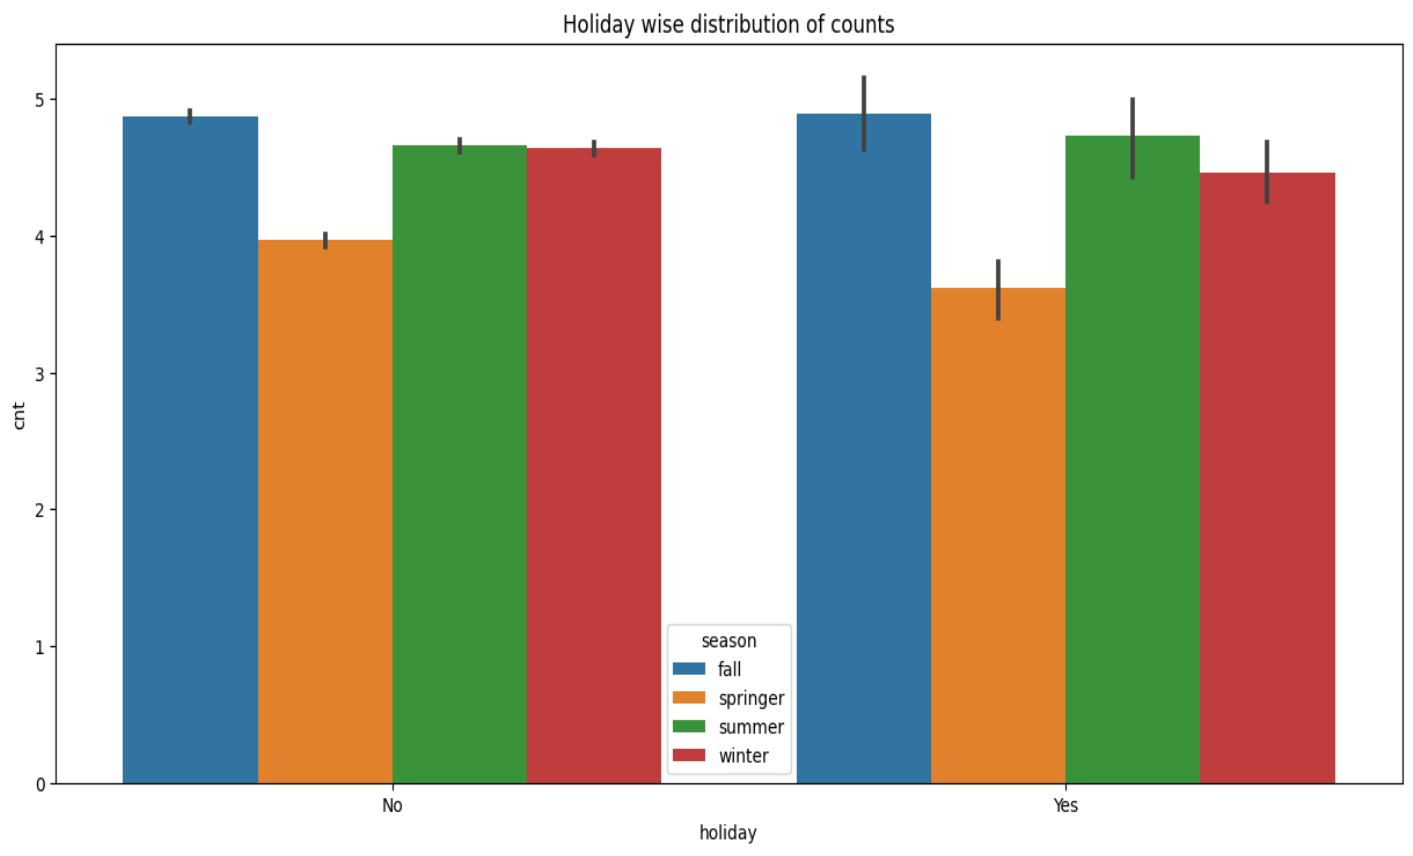 Holiday wise distribution of counts
5
4
3
2
1
0
cnt
season
fall
springer
summer
winter
No
Yes
holiday